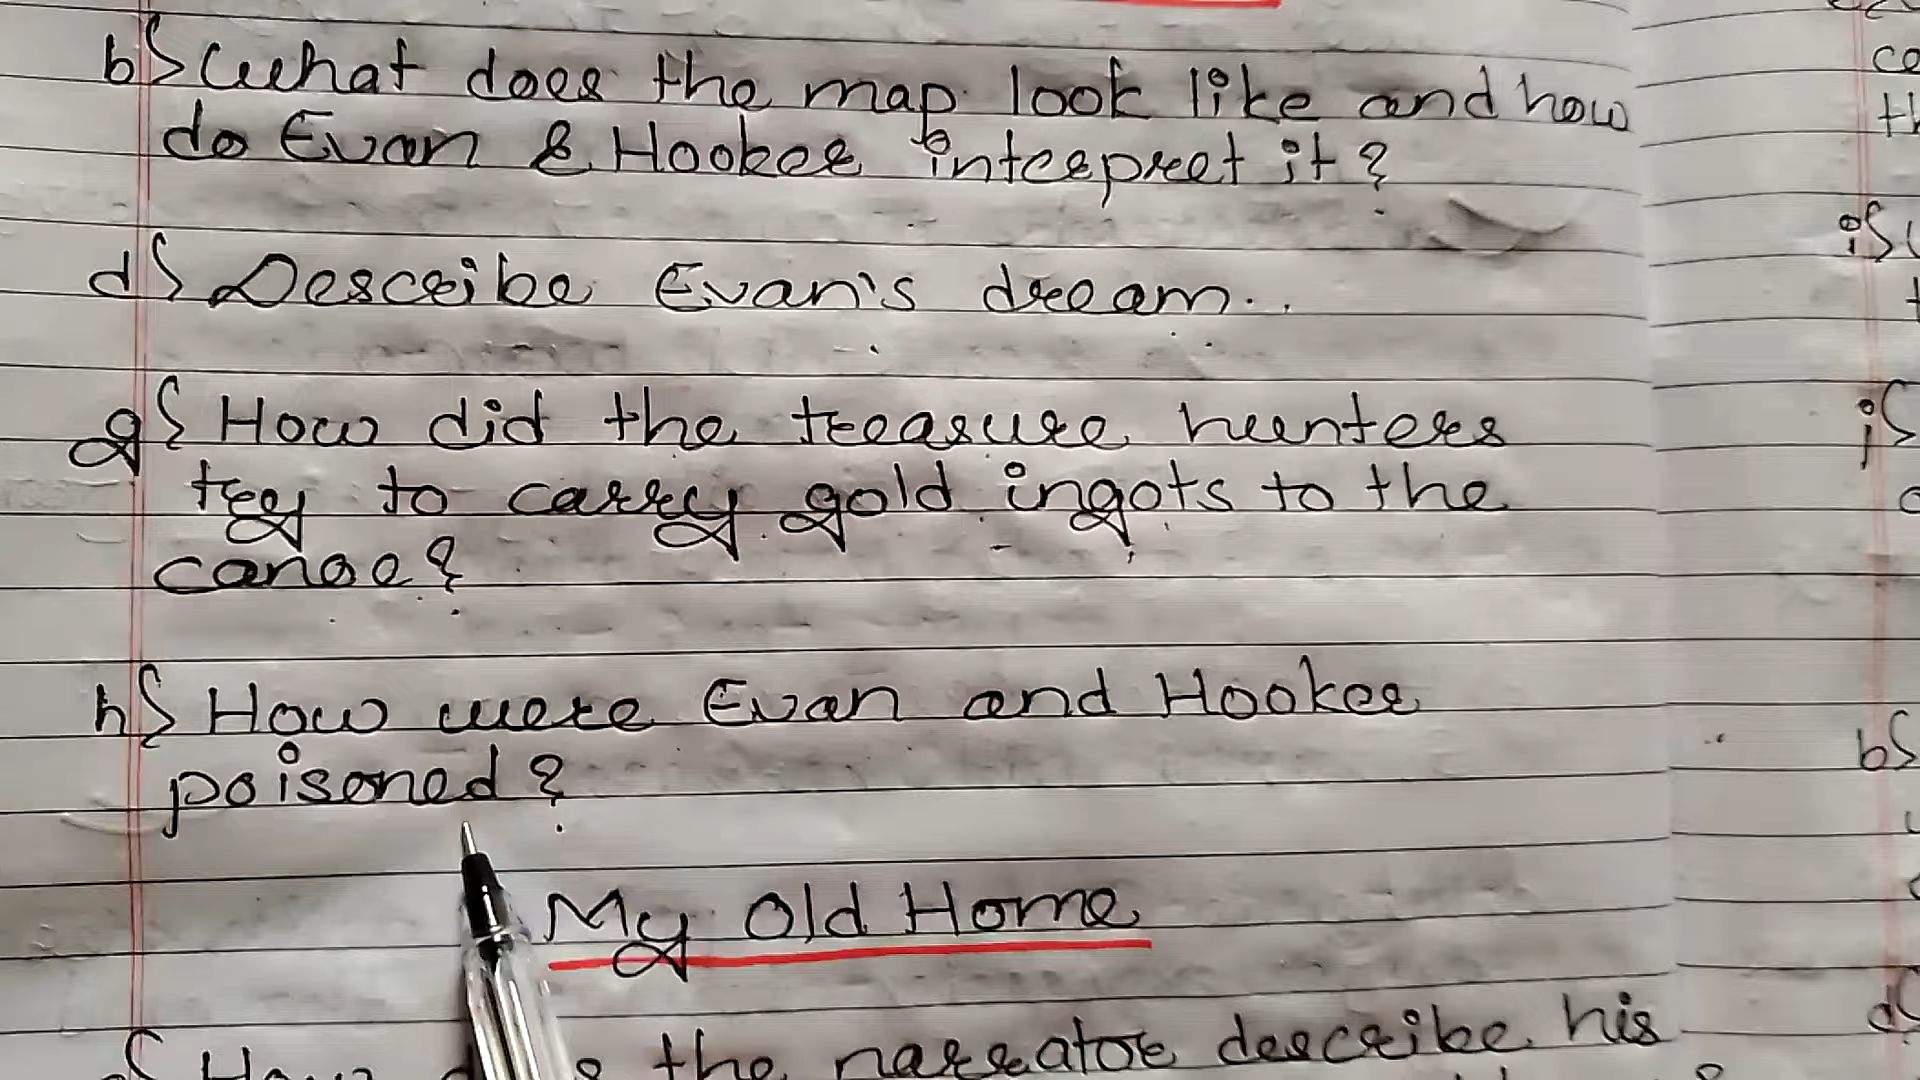 b) What does the map look like and how
do Evan & Hooker interpret it?
d) Describe Evan's dream.
g) How did the treasure hunters
try to carry gold ingots to the
canoe?
h) How were Evan and Hooker
poisoned?
My Old Home
the narrator describe his